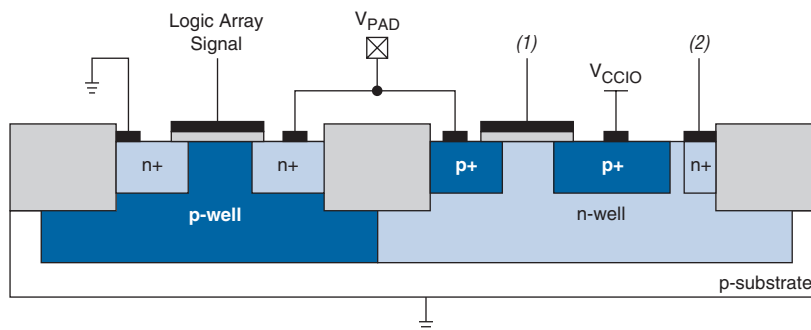 Logic Array
Signal
VPAD
(1)
(2)
VCCIO
n+
n+
p+
p+
n+
p-well
n-well
p-substrate